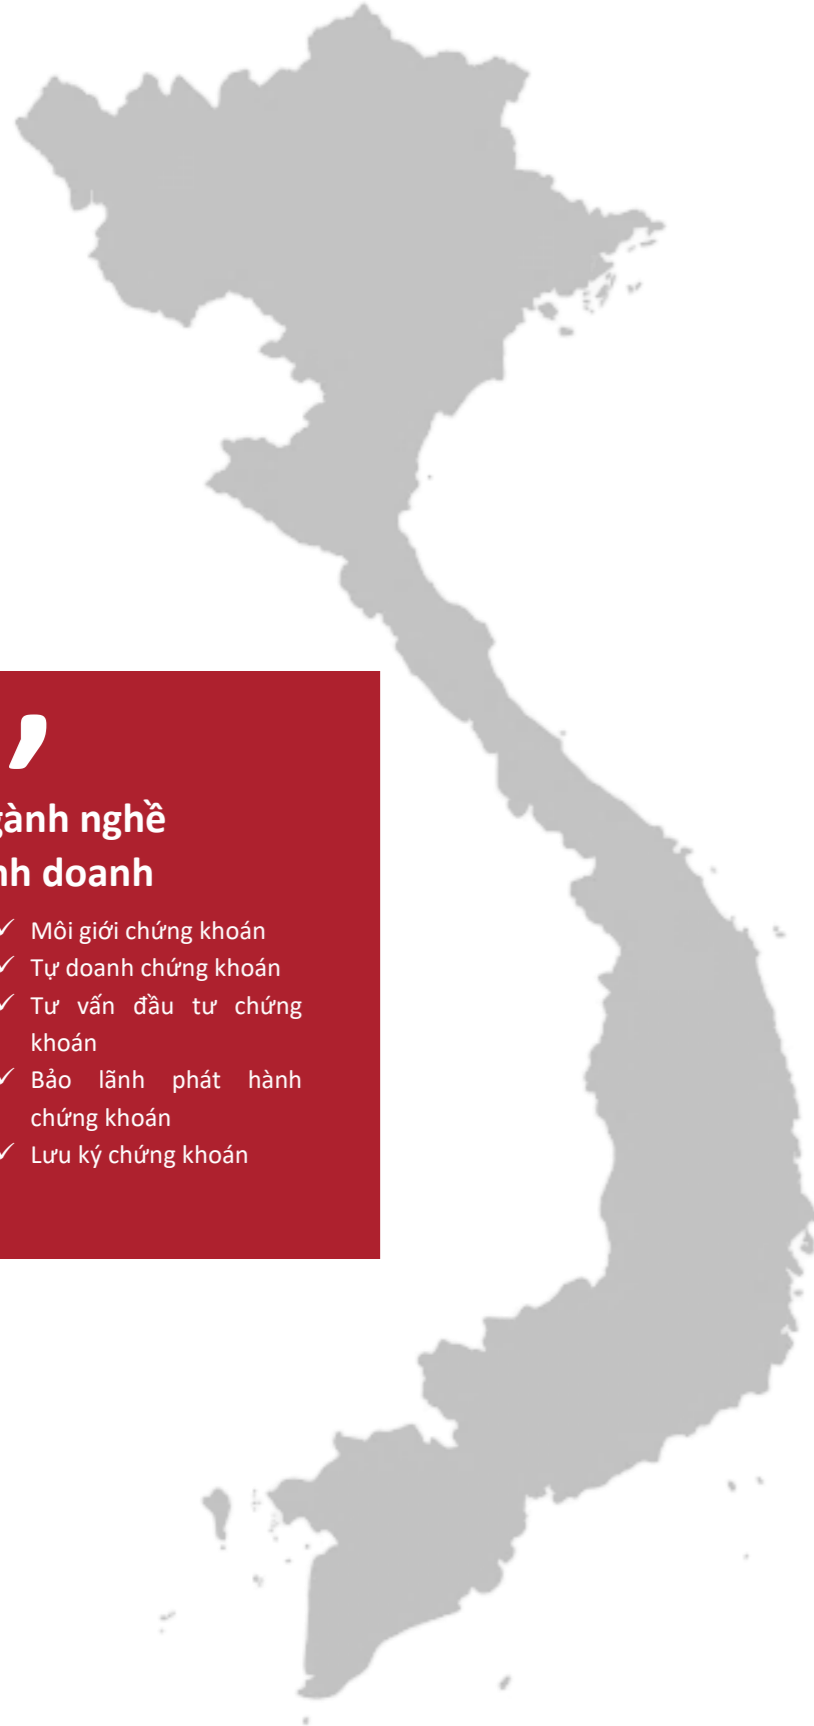 ,
gành nghề
nh doanh
✓ Môi giới chứng khoán
✓ Tự doanh chứng khoán
✓ Tư vấn đầu tư chứng
khoán
✓ Bảo lãnh phát hành
chứng khoán
✓ Lưu ký chứng khoán